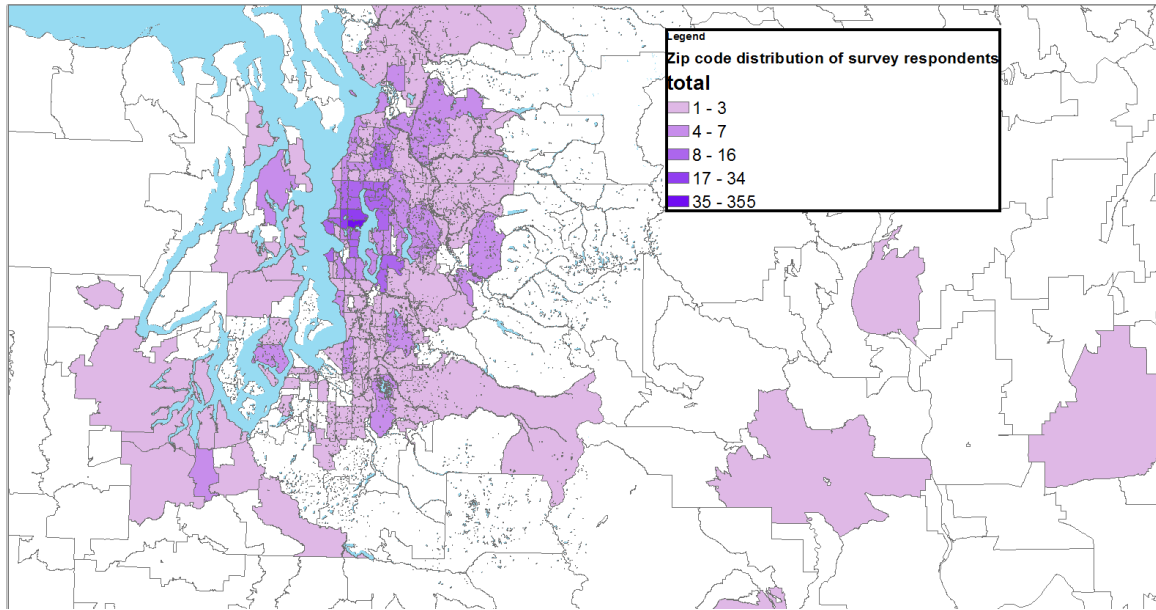 Legend
Zip code distribution of survey respondents
total
1 - 3
4 - 7
8 - 16
17 - 34
35 - 355